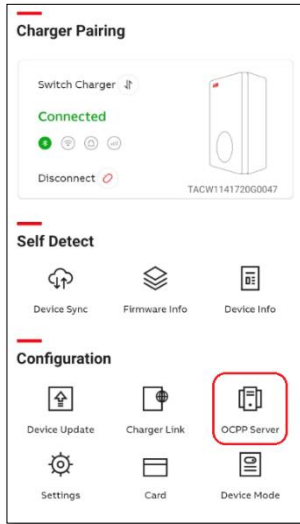 Charger Pairing
Switch Charger
Connected
Disconnect
TACW1141720G0047
Self Detect
Device Sync Firmware Info Device Info
Configuration
Device Update Charger Link OCPP Server
Settings Card Device Mode